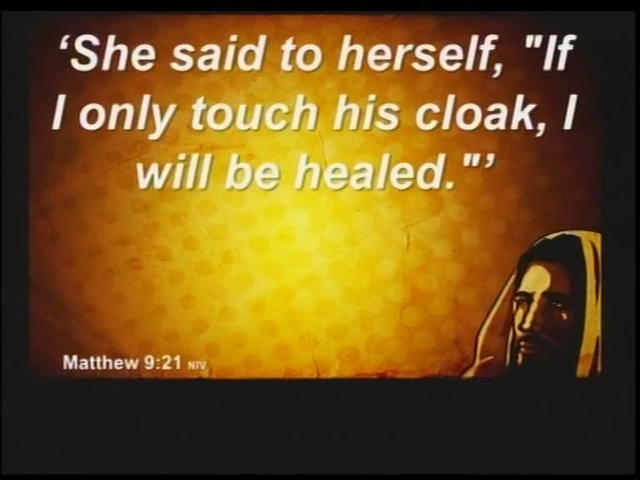 ‘She said to herself, "If
I only touch his cloak, I
will be healed."’
Matthew 9:21 NIV